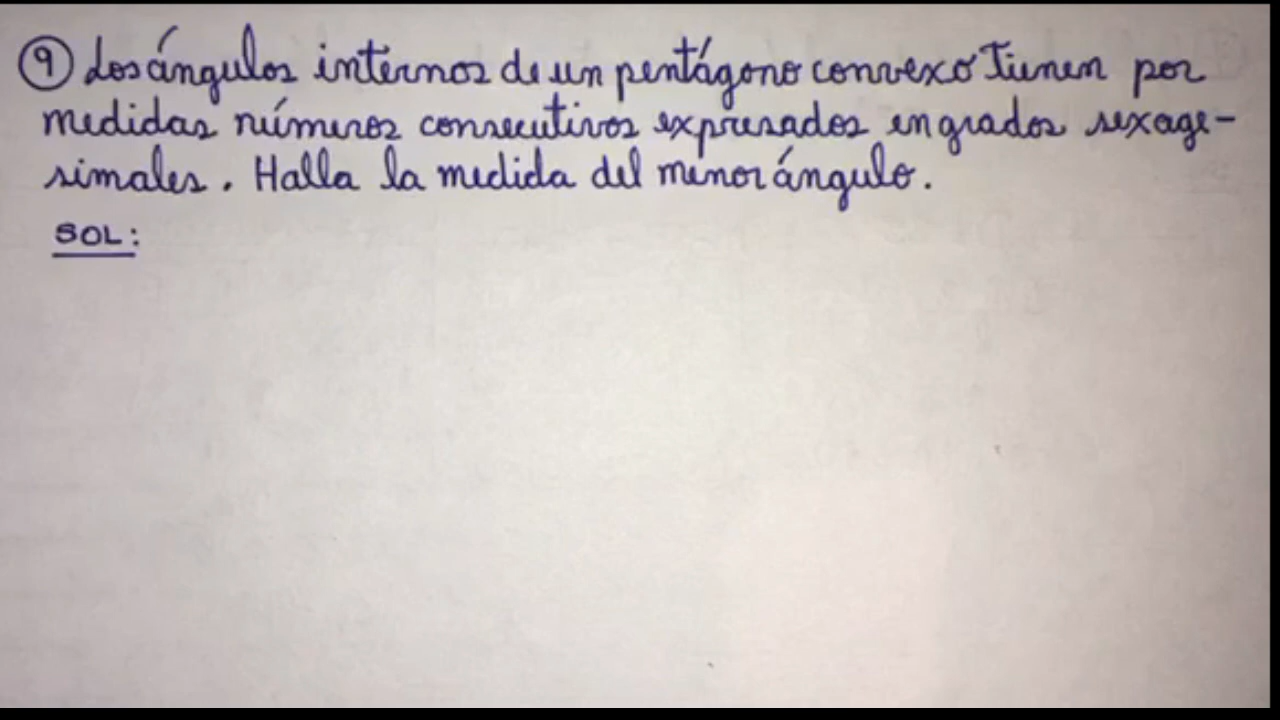 9 Los ángulos internos de un pentágono convexo tienen por
medidas números consecutivos expresados en grados sexage-
simales. Halla la medida del menor ángulo.
SOL: